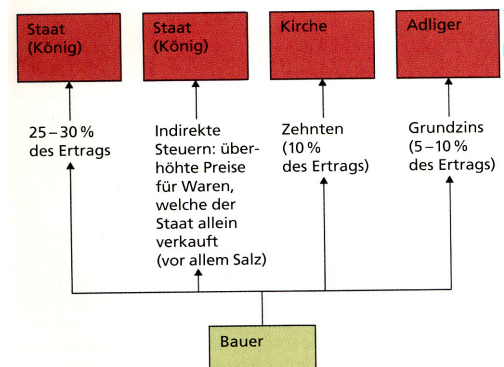 Staat
(König)
Staat
(König)
Kirche
Adliger
25–30 %
des Ertrags
Indirekte
Steuern: über-
höhte Preise
für Waren,
welche der
Staat allein
verkauft
(vor allem Salz)
Zehnten
(10 %
des Ertrags)
Grundzins
(5–10 %
des Ertrags)
Bauer